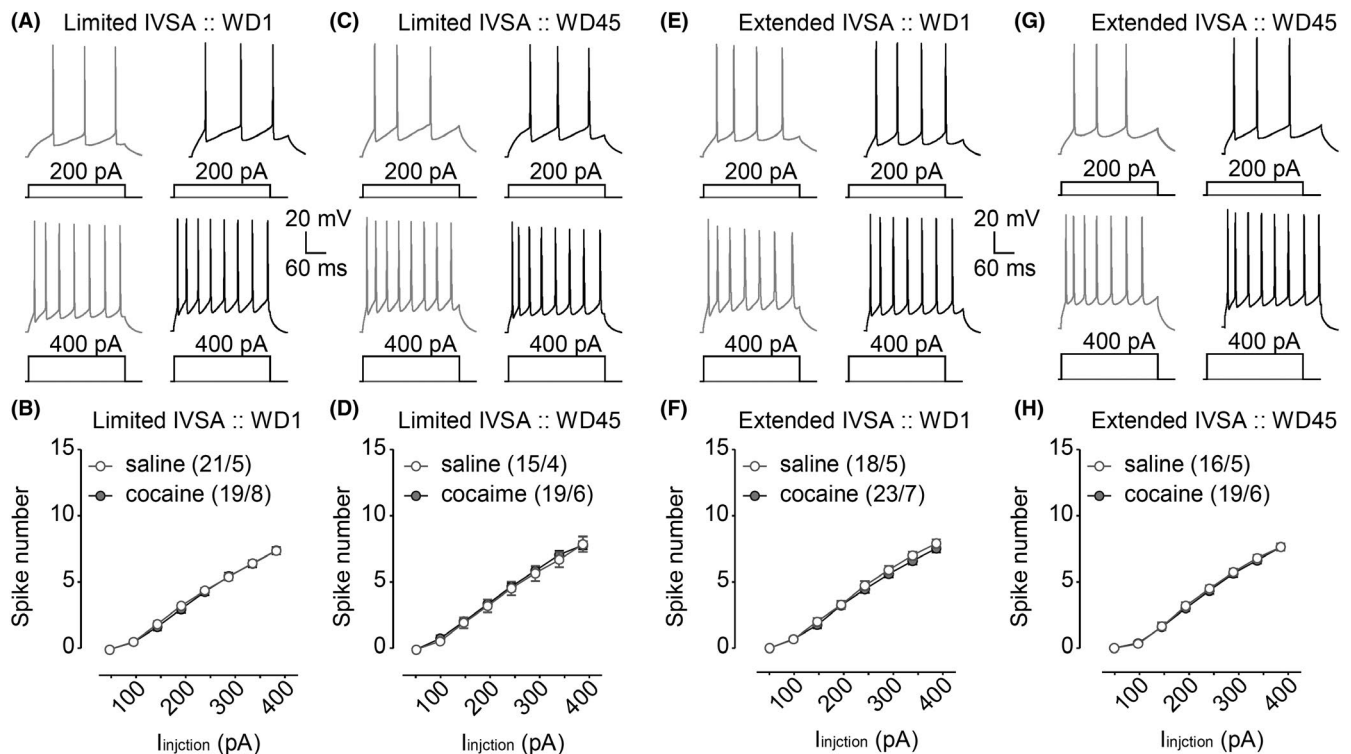 (A) Limited IVSA :: WD1
(C) Limited IVSA :: WD45
(E) Extended IVSA :: WD1
(G) Extended IVSA :: WD45
200 pA
200 pA
200 pA
200 pA
200 pA
200 pA
200 pA
200 pA
20 mV
60 ms
20 mV
60 ms
400 pA
400 pA
400 pA
400 pA
400 pA
400 pA
400 pA
400 pA
(B) Limited IVSA :: WD1
15
10
5
0
Spike number
saline (21/5)
cocaine (19/8)
100
200
300
400
Iinjction (pA)
(D) Limited IVSA :: WD45
15
10
5
0
Spike number
saline (15/4)
cocaime (19/6)
100
200
300
400
Iinjction (pA)
(F) Extended IVSA :: WD1
15
10
5
0
Spike number
saline (18/5)
cocaine (23/7)
100
200
300
400
Iinjction (pA)
(H) Extended IVSA :: WD45
15
10
5
0
Spike number
saline (16/5)
cocaine (19/6)
100
200
300
400
Iinjction (pA)